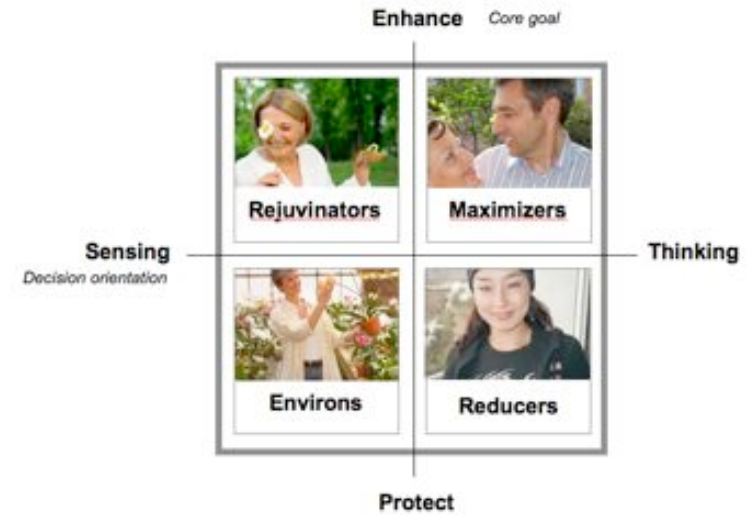 Enhance Core goal
Rejuvinators Maximizers
Sensing Thinking
Decision orientation
Environs Reducers
Protect